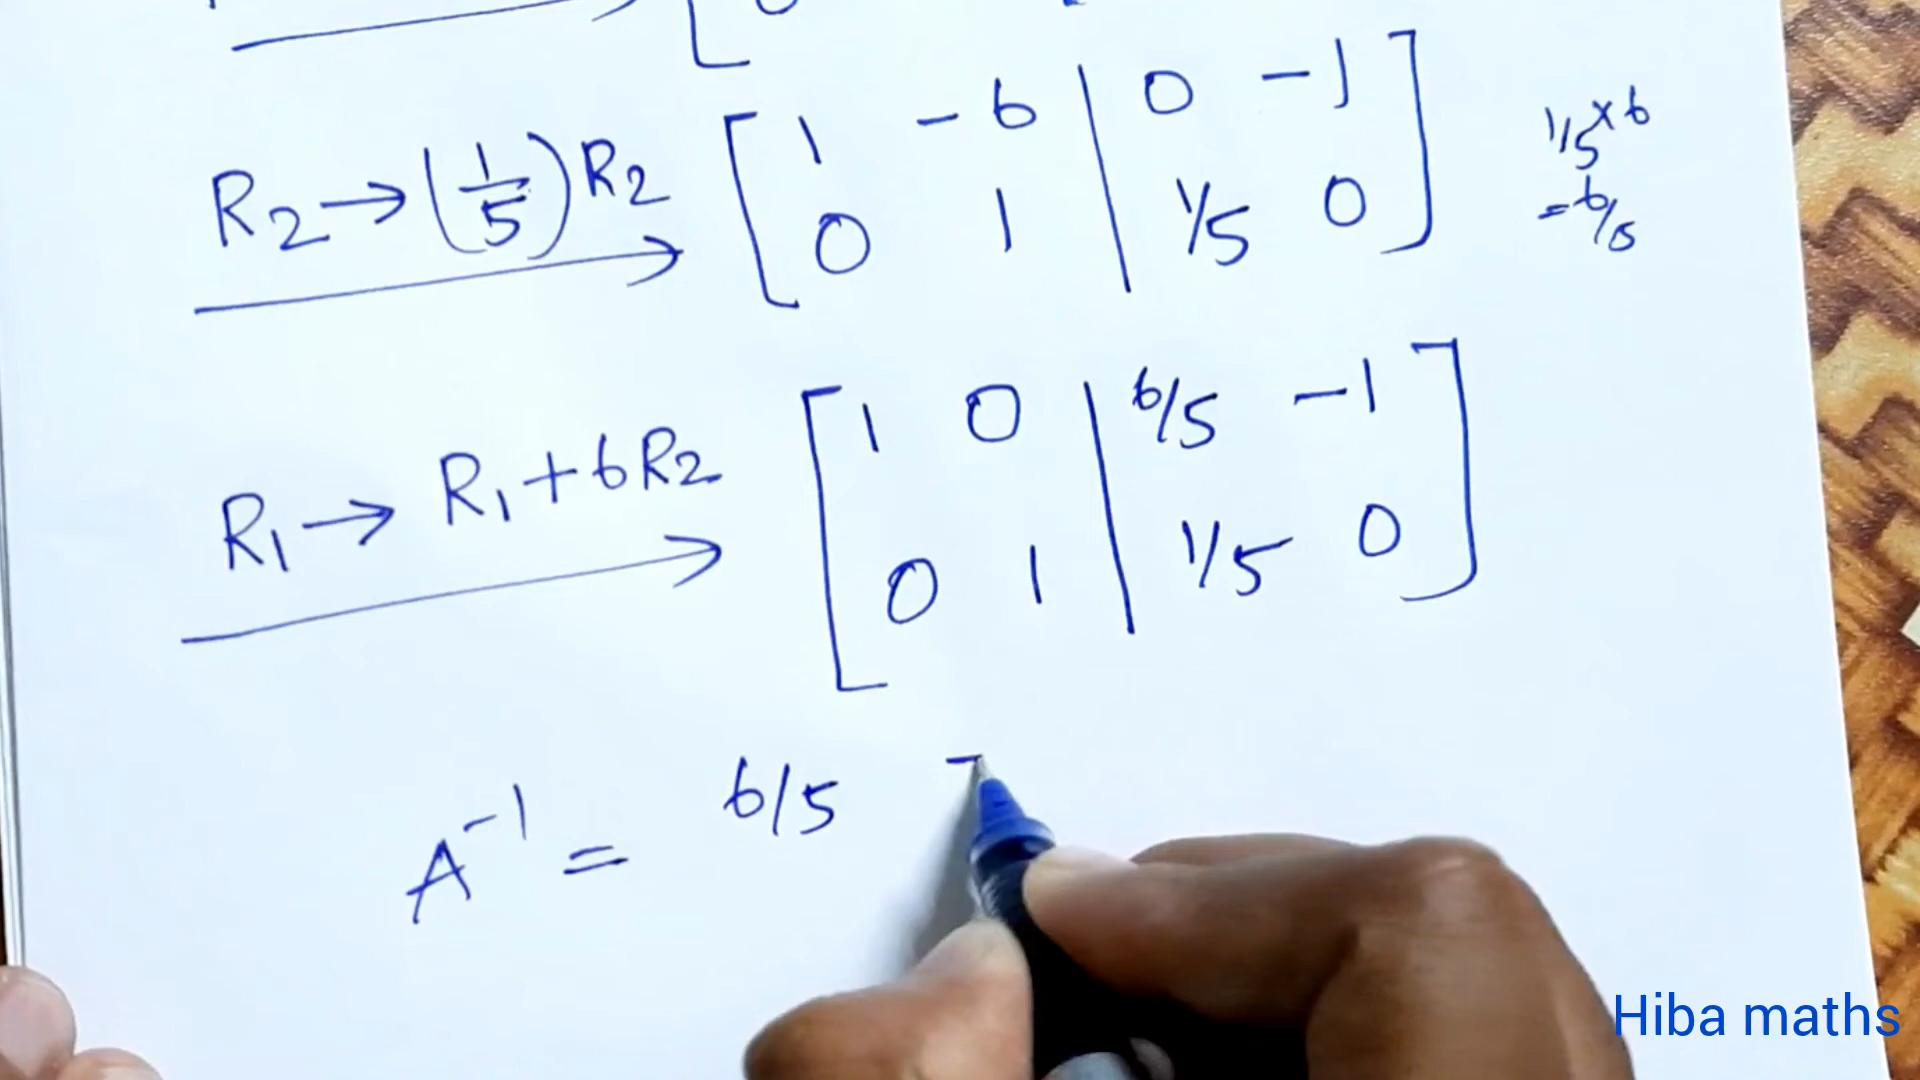 R2 → (1/5) R2 [ 1 -6 | 0 -1
0 1 | 1/5 0 ]
1/5 × 6
= 6/5
R1 → R1 + 6R2 [ 1 0 | 6/5 -1
0 1 | 1/5 0 ]
A⁻¹ = 6/5 -
Hiba maths